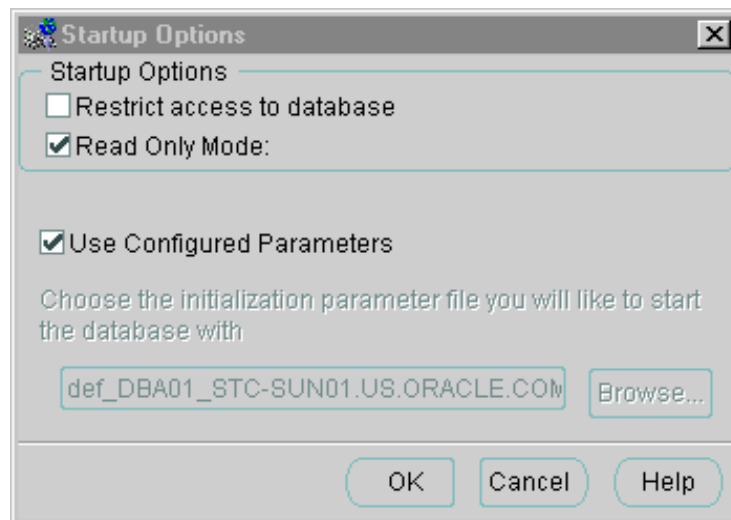 Startup Options
Startup Options
Restrict access to database
Read Only Mode:
Use Configured Parameters
Choose the initialization parameter file you will like to start
the database with
def_DBA01_STC-SUN01.US.ORACLE.COM
Browse...
OK
Cancel
Help